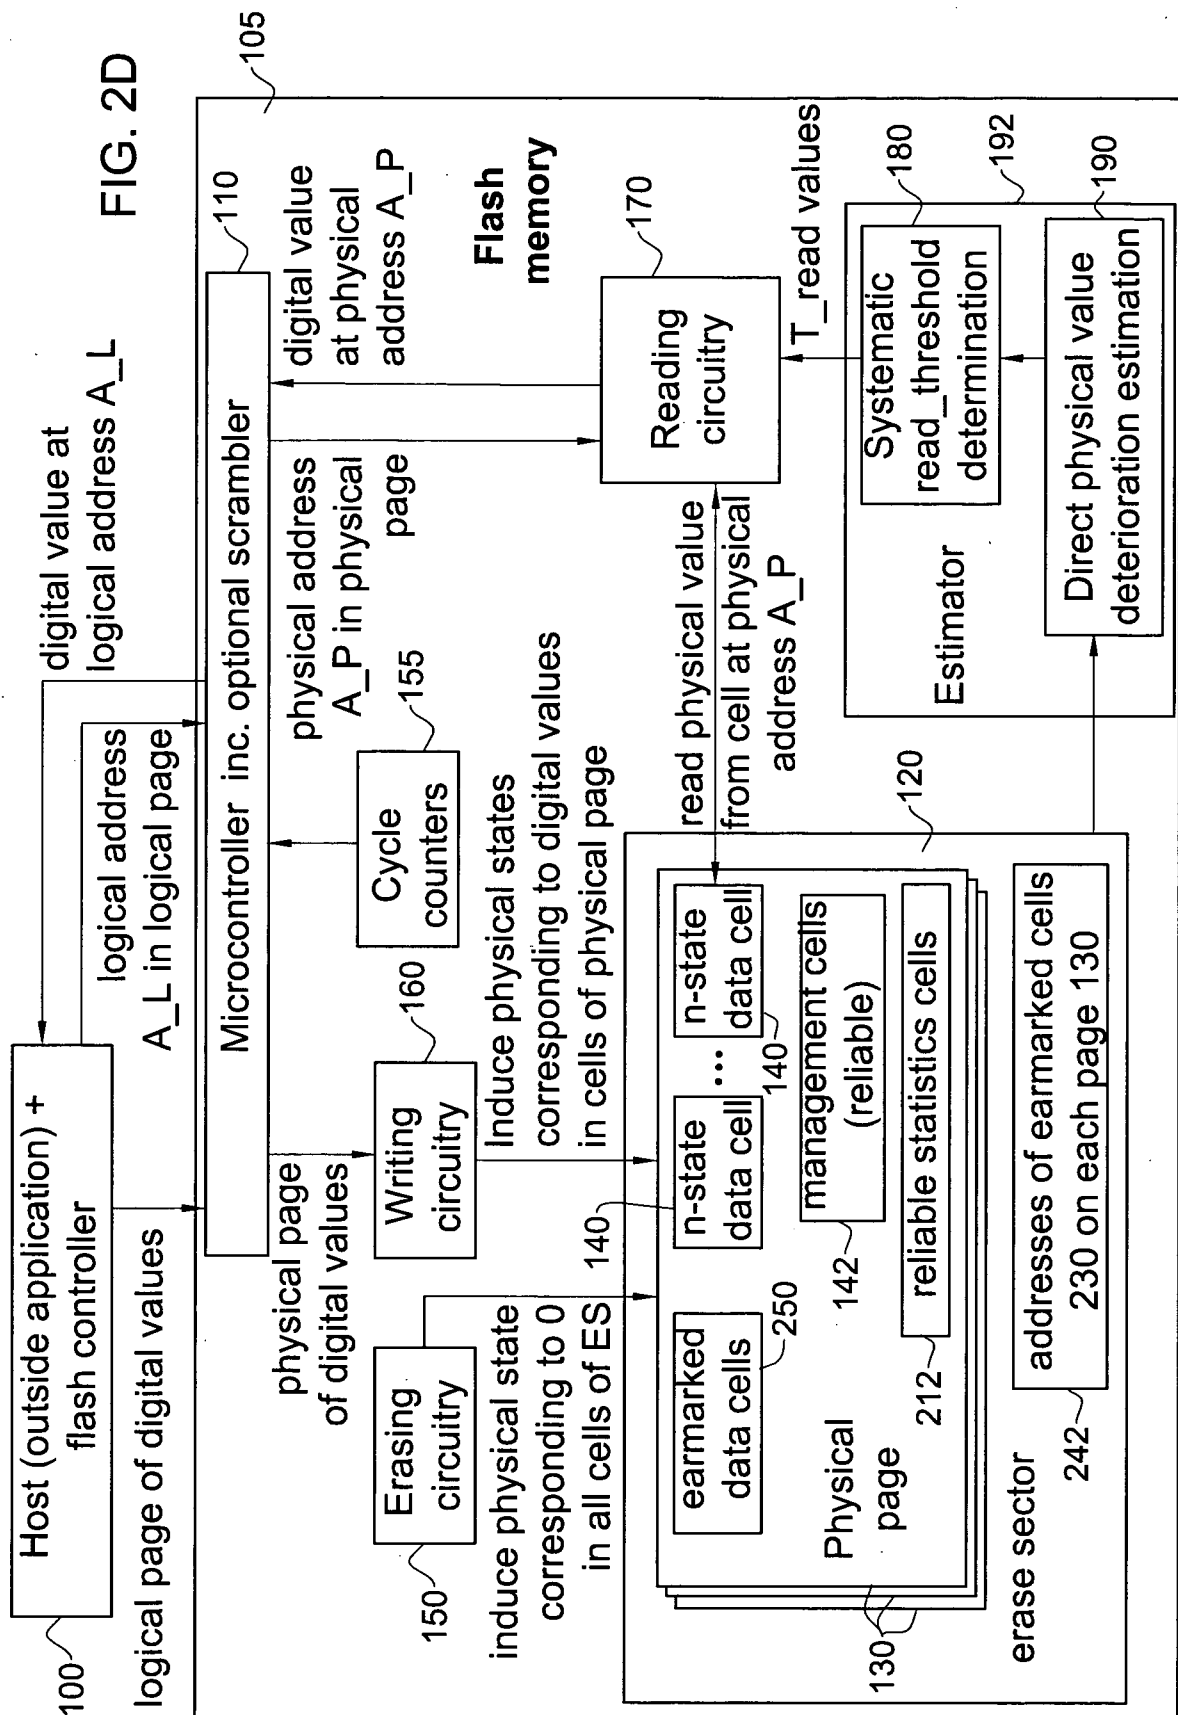 FIG. 2D
105
Host (outside application) +
flash controller
100
logical page of digital values
logical address
A_L in logical page
digital value at
logical address A_L
Microcontroller inc. optional scrambler
110
physical page
of digital values
Cycle
counters
155
physical address
A_P in physical
page
digital value
at physical
address A_P
Flash
memory
Erasing
circuitry
150
Writing
circuitry
160
Reading
circuitry
170
induce physical state
corresponding to 0
in all cells of ES
Induce physical states
corresponding to digital values
in cells of physical page
read physical value
from cell at physical
address A_P
T_read values
earmarked
data cells
250
n-state
data cell
140
...
n-state
data cell
140
management cells
(reliable)
142
reliable statistics cells
212
Physical
page
130
addresses of earmarked cells
230 on each page 130
242
erase sector
120
Estimator
Systematic
read_threshold
determination
180
192
Direct physical value
deterioration estimation
190